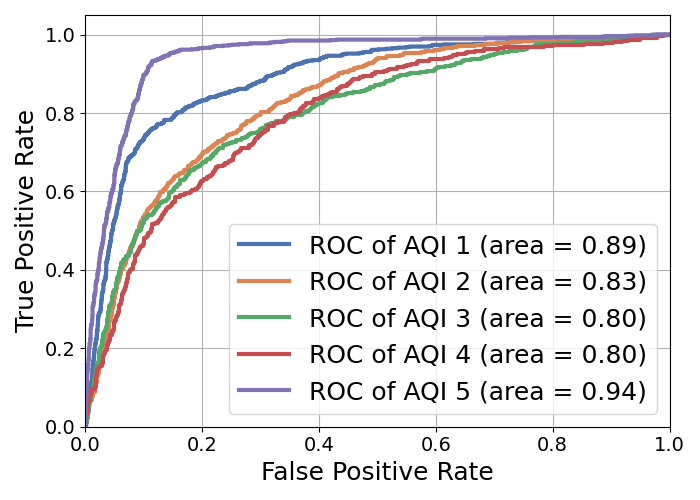 True Positive Rate
1.0
0.8
0.6
0.4
0.2
0.0
ROC of AQI 1 (area = 0.89)
ROC of AQI 2 (area = 0.83)
ROC of AQI 3 (area = 0.80)
ROC of AQI 4 (area = 0.80)
ROC of AQI 5 (area = 0.94)
0.0 0.2 0.4 0.6 0.8 1.0
False Positive Rate